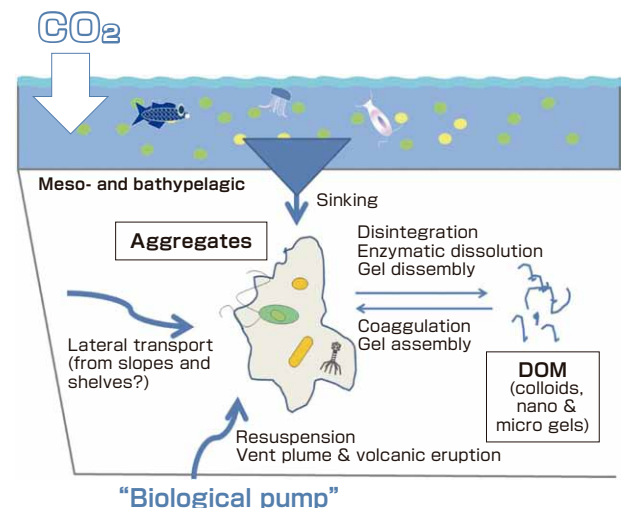 CO₂
Meso- and bathypelagic
Sinking
Aggregates
Disintegration
Enzymatic dissolution
Gel dissembly
Coaggulation
Gel assembly
Lateral transport
(from slopes and
shelves?)
DOM
(colloids,
nano &
micro gels)
Resuspension
Vent plume & volcanic eruption
“Biological pump”